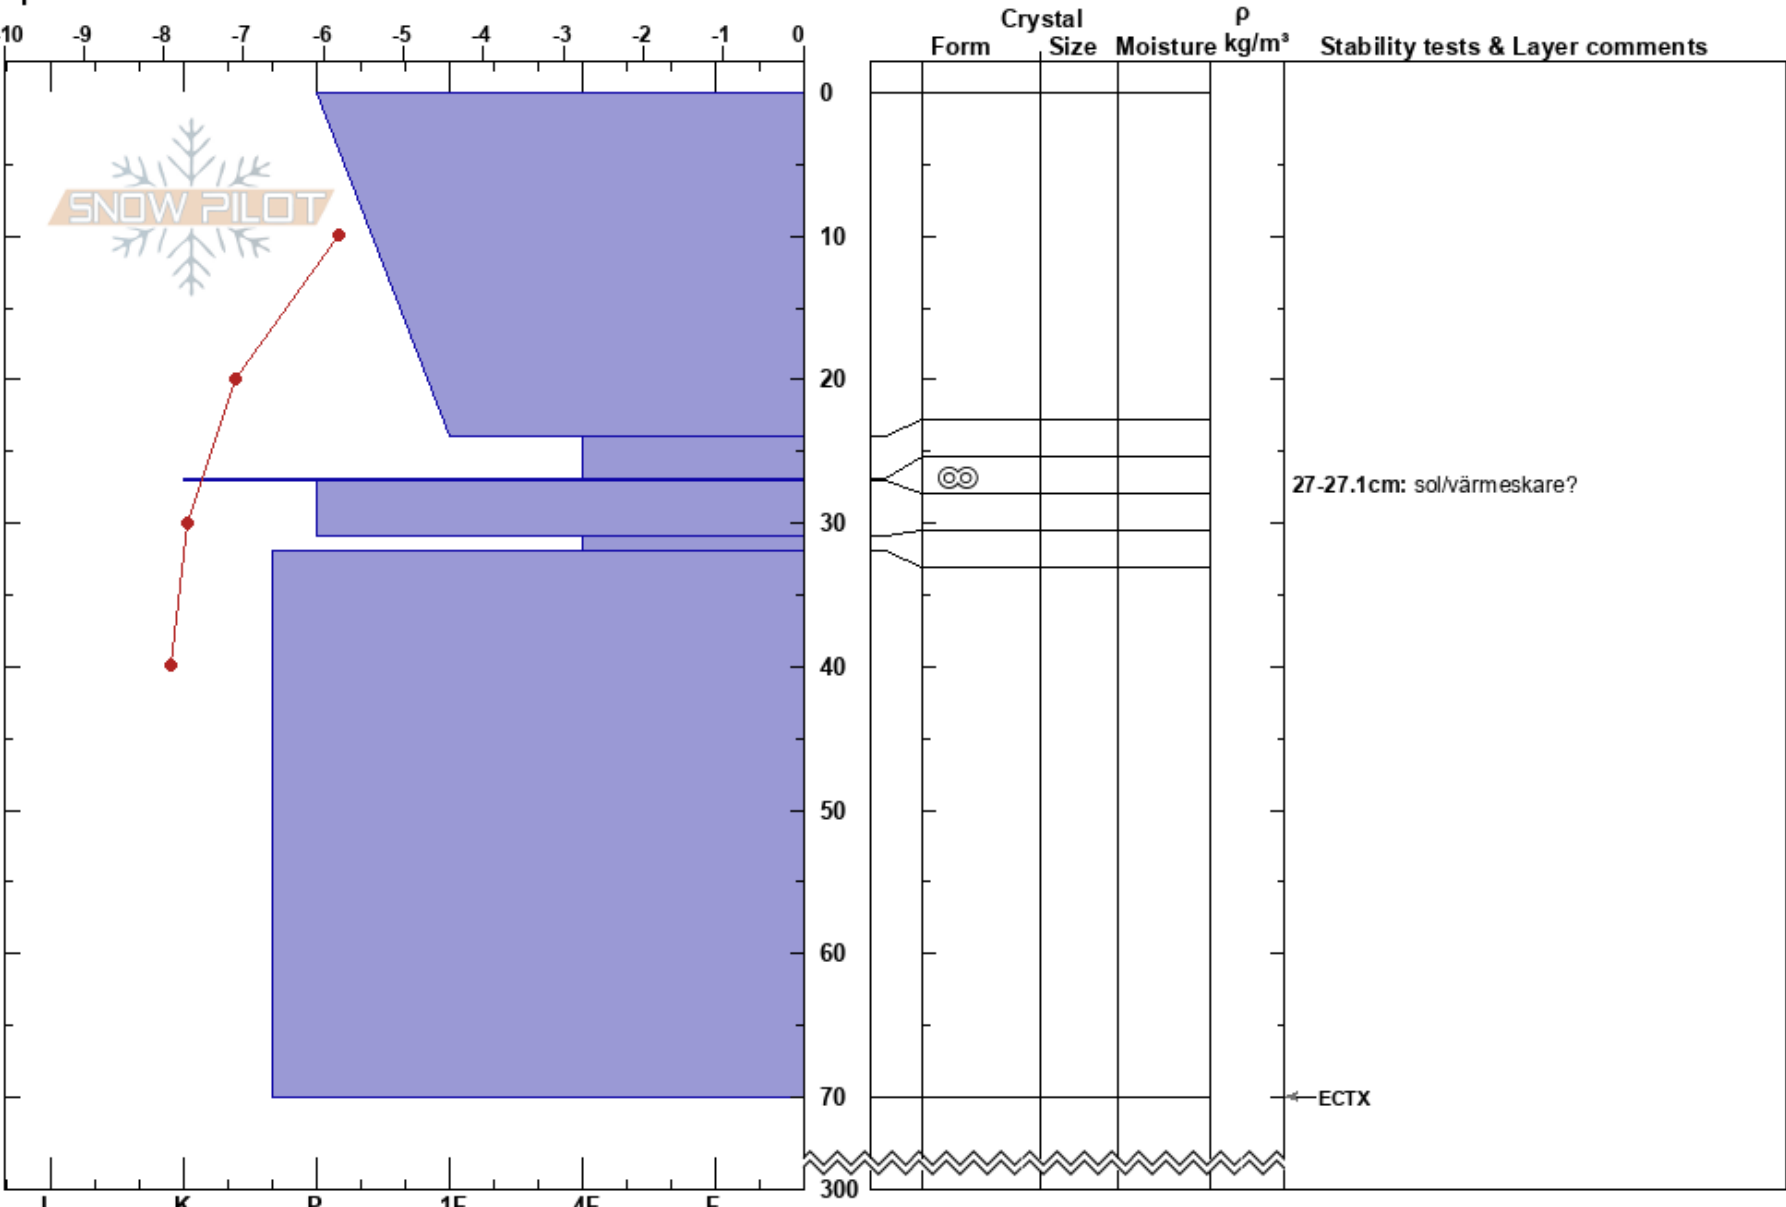 Crystal
ρ
-10 -9 -8 -7 -6 -5 -4 -3 -2 -1 0
Form Size Moisture kg/m³ Stability tests & Layer comments
0
SNOW PILOT
10
20
27-27.1cm: sol/värmeskare?
30
40
50
60
70
ECTX
300
I K P 1F 4F F